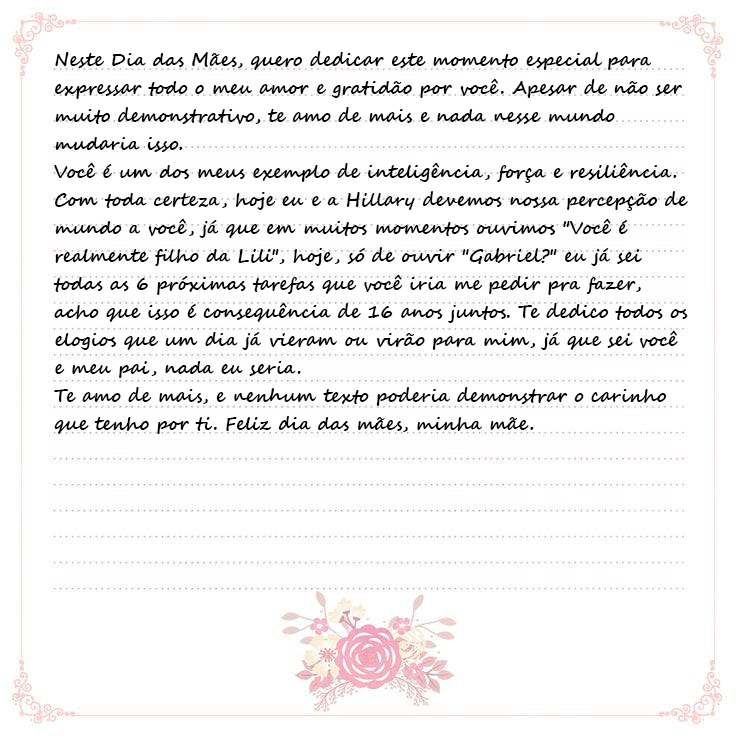 Neste Dia das Mães, quero dedicar este momento especial para
expressar todo o meu amor e gratidão por você. Apesar de não ser
muito demonstrativo, te amo de mais e nada nesse mundo
mudaria isso.
Você é um dos meus exemplo de inteligência, força e resiliência.
Com toda certeza, hoje eu e a Hillary devemos nossa percepção de
mundo a você, já que em muitos momentos ouvimos "Você é
realmente filho da Lili", hoje, só de ouvir "Gabriel?" eu já sei
todas as 6 próximas tarefas que você iria me pedir pra fazer,
acho que isso é consequência de 16 anos juntos. Te dedico todos os
elogios que um dia já vieram ou virão para mim, já que sei você
e meu pai, nada eu seria.
Te amo de mais, e nenhum texto poderia demonstrar o carinho
que tenho por ti. Feliz dia das mães, minha mãe.